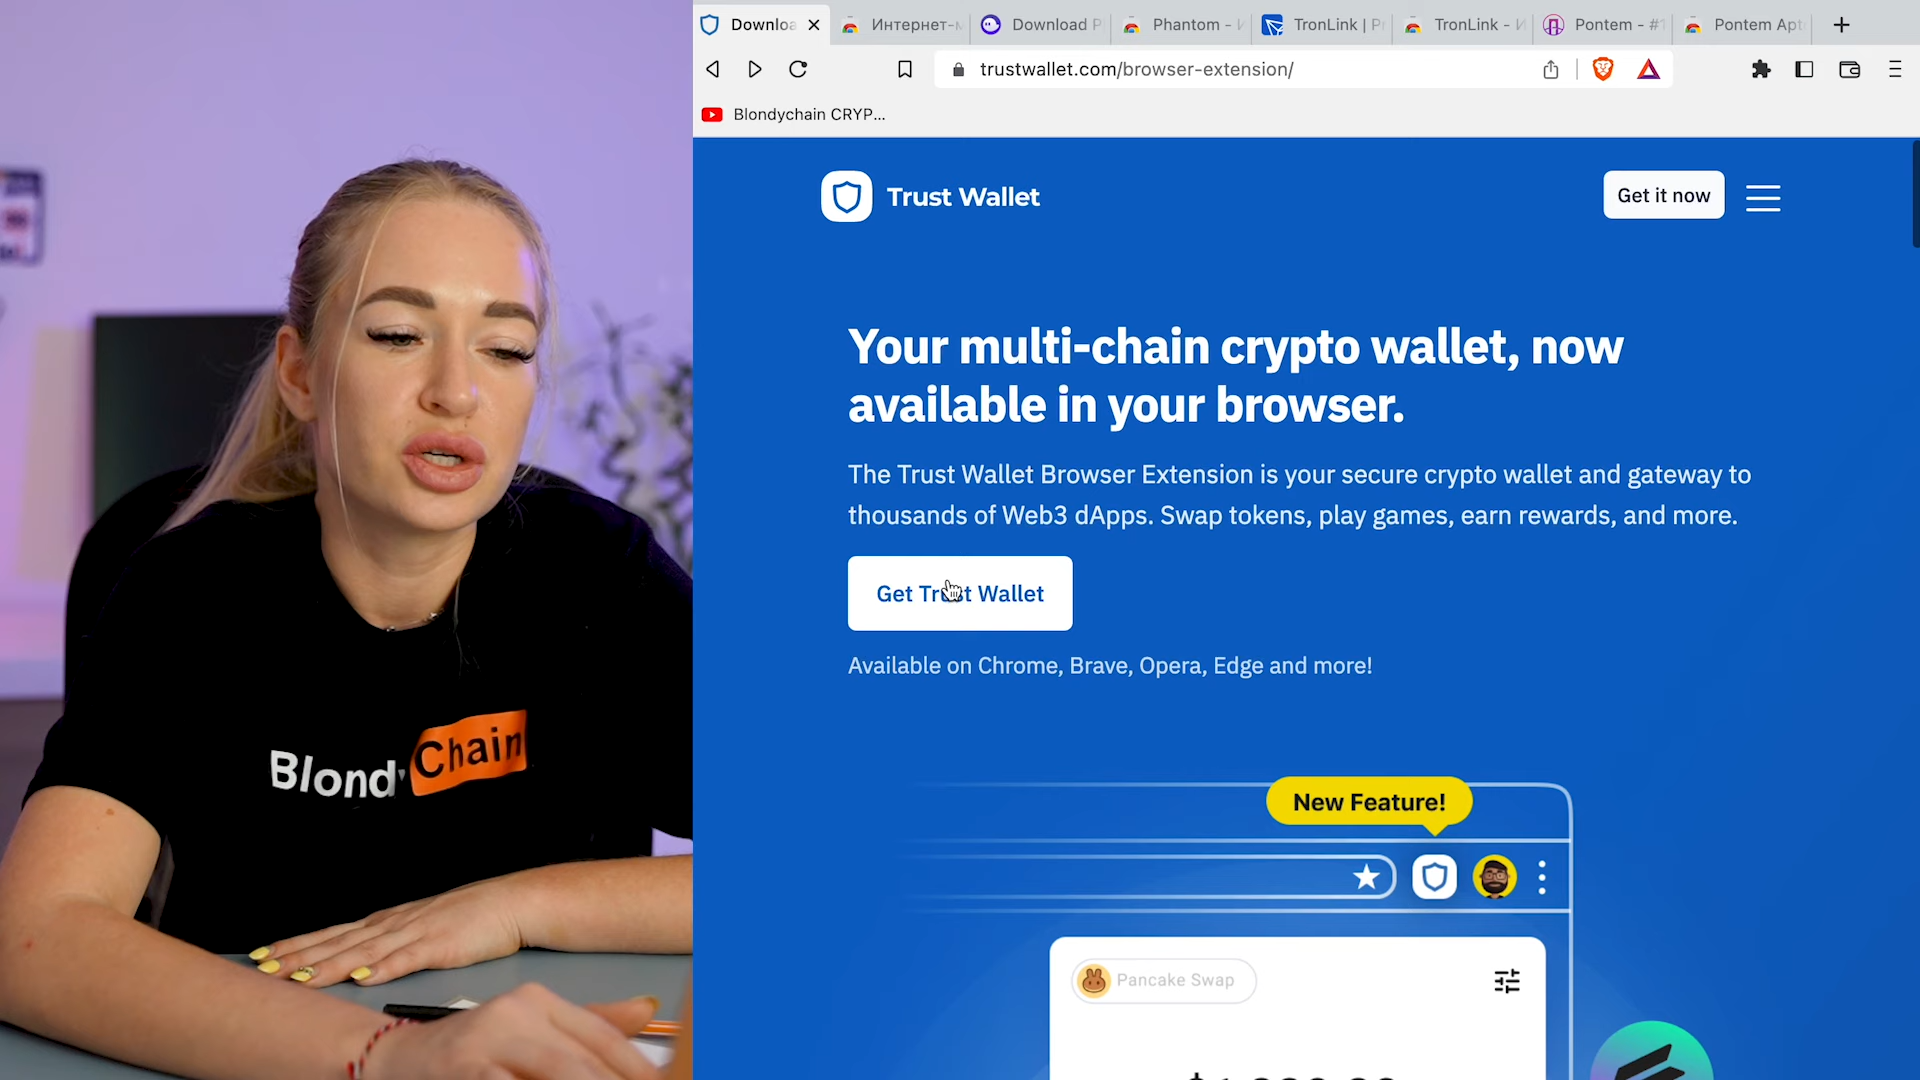 Downloa
Интернет-м
Download P
Phantom - И
TronLink | Pr
TronLink - И
Pontem - #1
Pontem Apt
trustwallet.com/browser-extension/
Blondychain CRYP...
Trust Wallet
Get it now
Your multi-chain crypto wallet, now
available in your browser.
The Trust Wallet Browser Extension is your secure crypto wallet and gateway to
thousands of Web3 dApps. Swap tokens, play games, earn rewards, and more.
Get Trust Wallet
Available on Chrome, Brave, Opera, Edge and more!
New Feature!
Pancake Swap
Blondy Chain